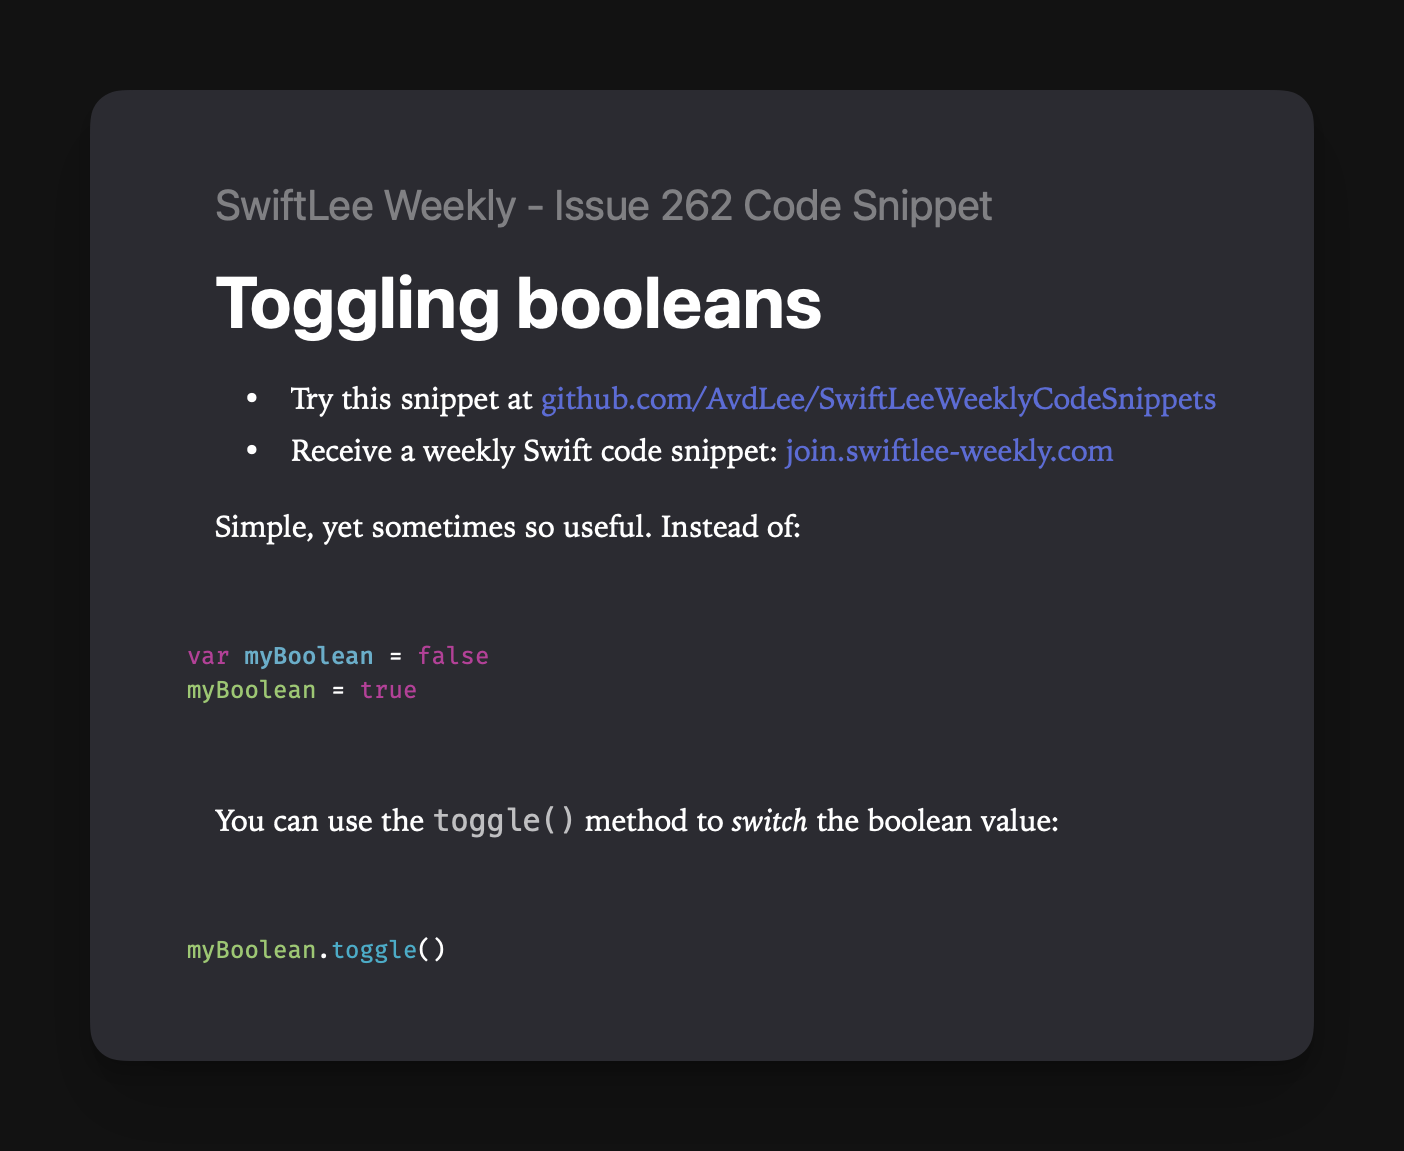 SwiftLee Weekly - Issue 262 Code Snippet
Toggling booleans
• Try this snippet at github.com/AvdLee/SwiftLeeWeeklyCodeSnippets
• Receive a weekly Swift code snippet: join.swiftlee-weekly.com
Simple, yet sometimes so useful. Instead of:
var myBoolean = false
myBoolean = true
You can use the toggle() method to switch the boolean value:
myBoolean.toggle()